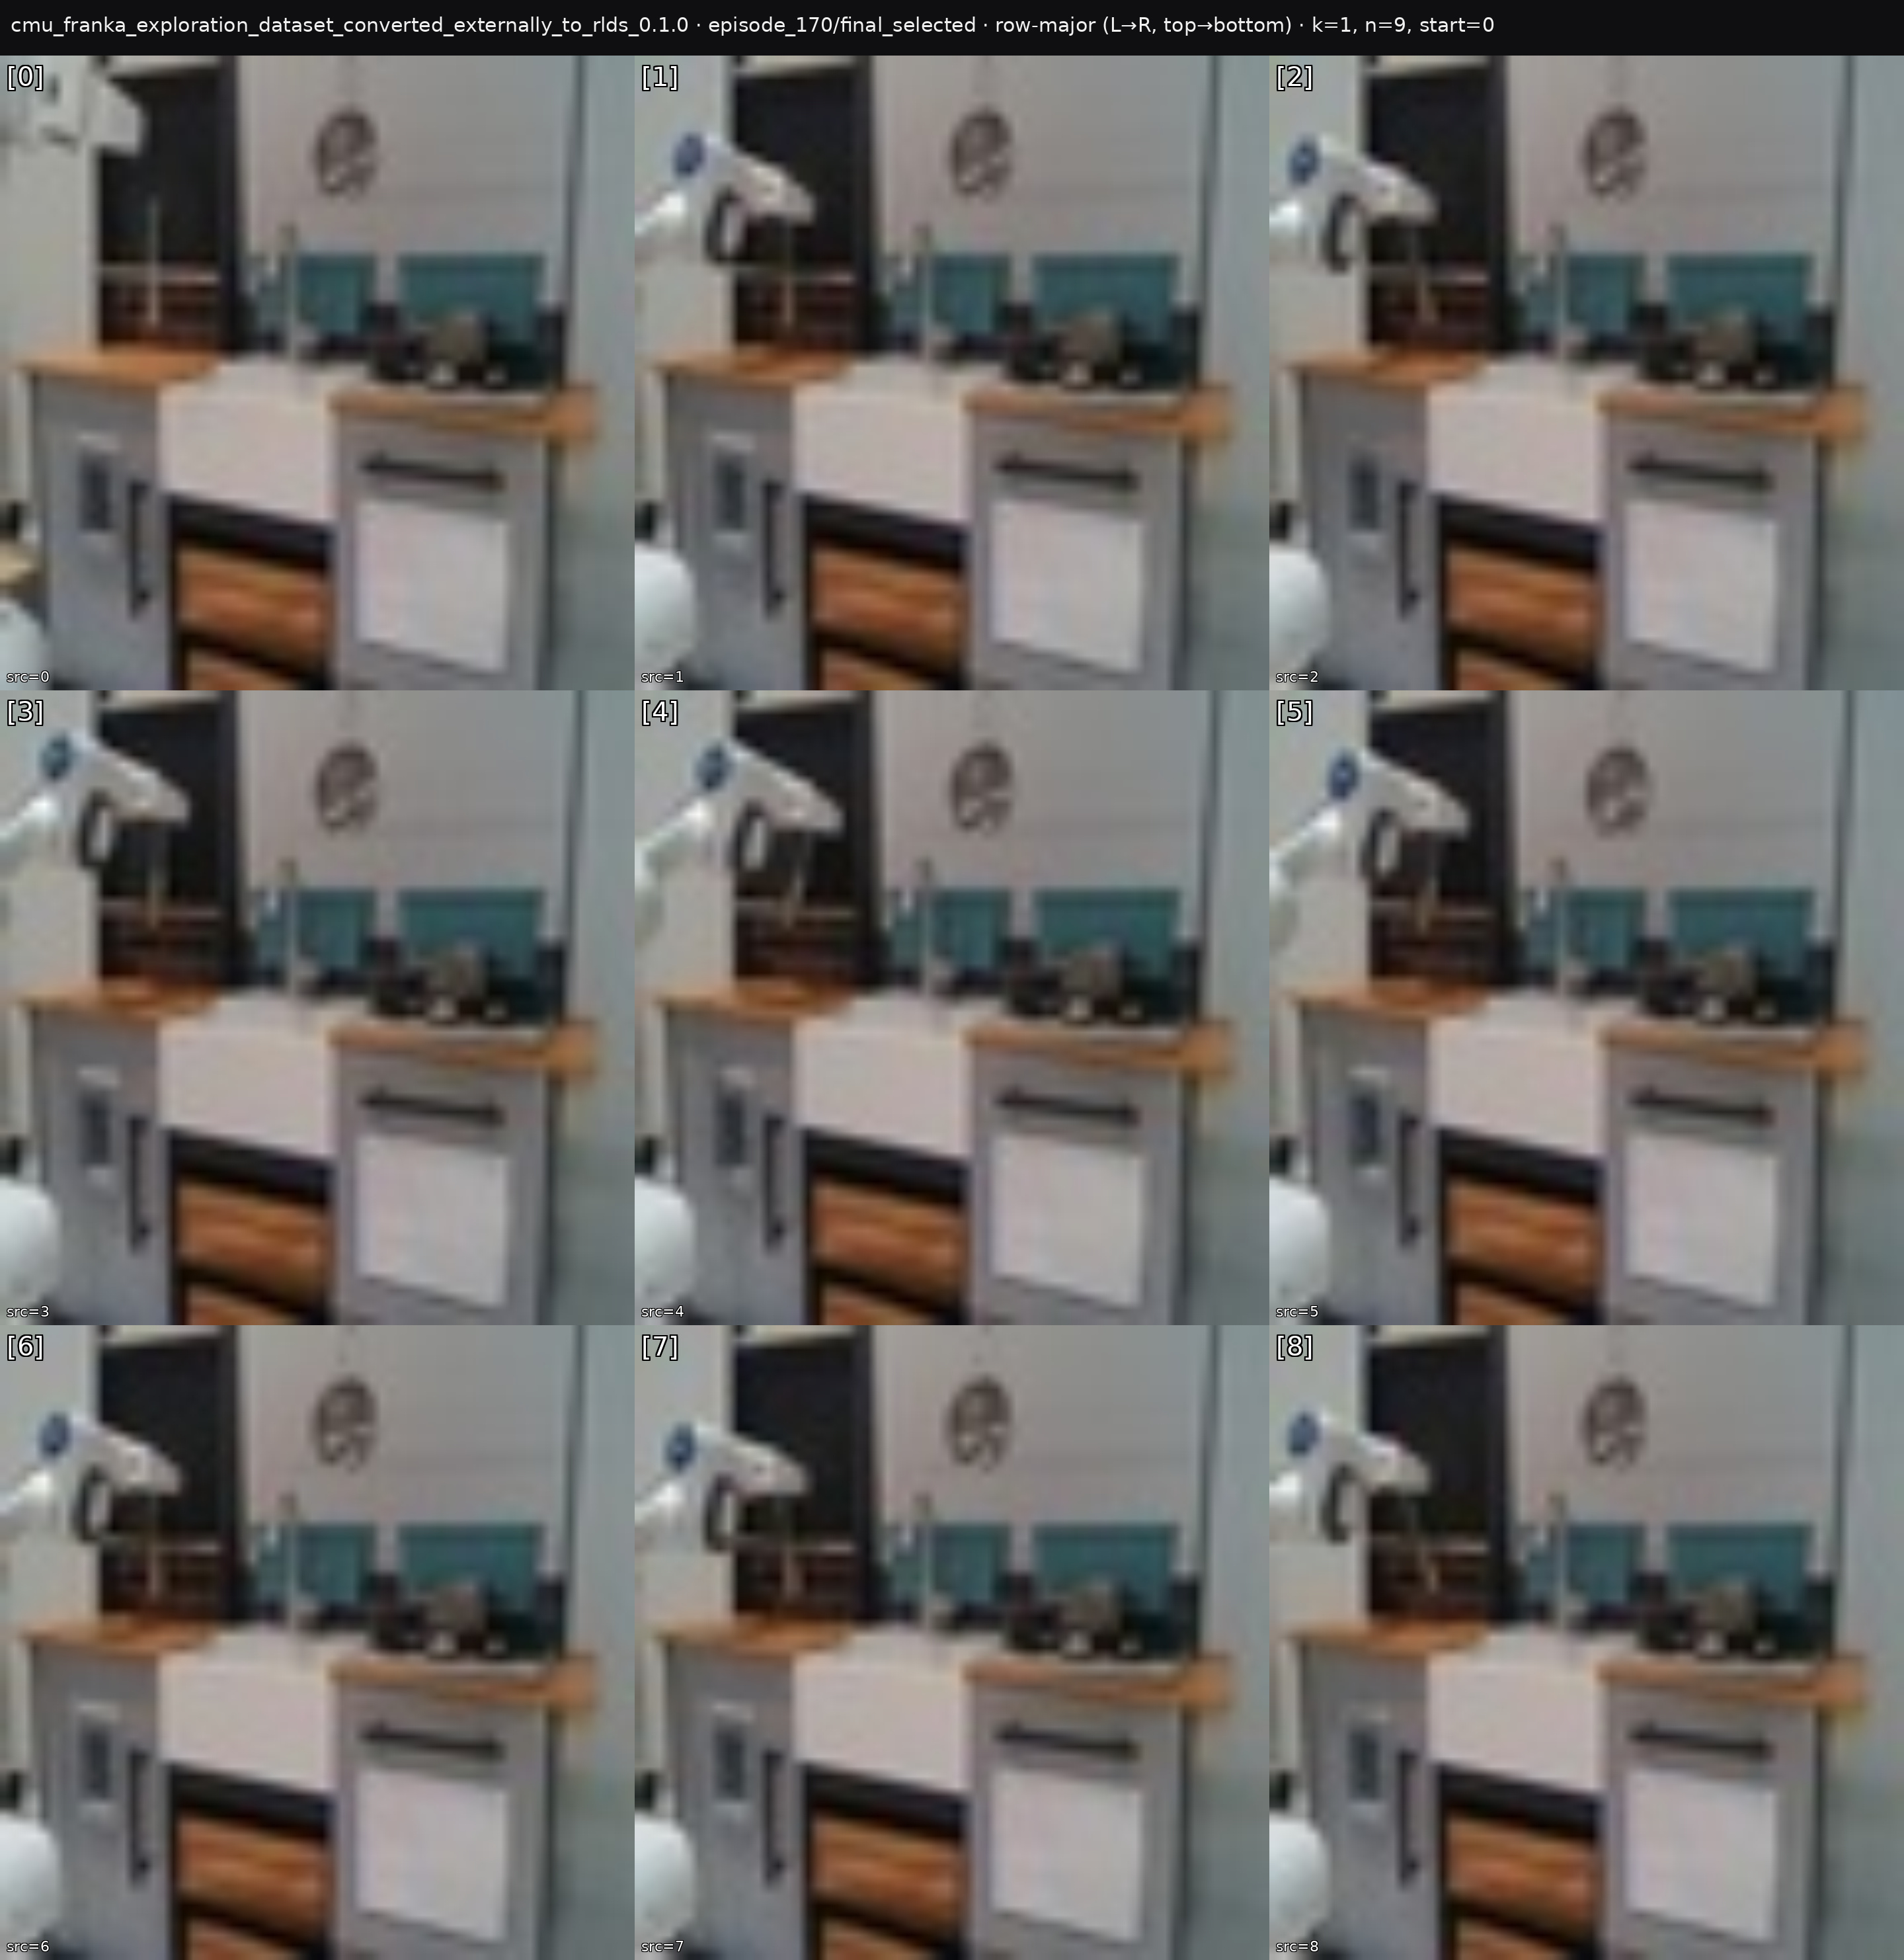 cmu_franka_exploration_dataset_converted_externally_to_rlds_0.1.0 · episode_170/final_selected · row-major (L→R, top→bottom) · k=1, n=9, start=0
[0]
[1]
[2]
src=0
src=1
src=2
[3]
[4]
[5]
src=3
src=4
src=5
[6]
[7]
[8]
src=6
src=7
src=8